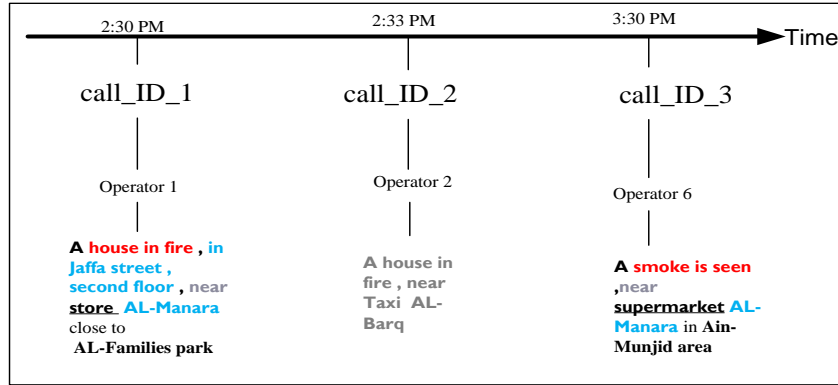 2:30 PM
2:33 PM
3:30 PM
Time
call_ID_1
call_ID_2
call_ID_3
Operator 1
Operator 2
Operator 6
A house in fire , in
Jaffa street ,
second floor , near
store AL-Manara
close to
AL-Families park
A house in
fire , near
Taxi AL-
Barq
A smoke is seen
,near
supermarket AL-
Manara in Ain-
Munjid area